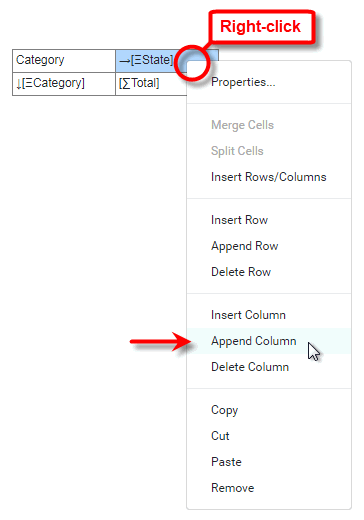 Right-click
Category →[ΞState]
↓[ΞCategory] [∑Total]
Properties...
Merge Cells
Split Cells
Insert Rows/Columns
Insert Row
Append Row
Delete Row
Insert Column
Append Column
Delete Column
Copy
Cut
Paste
Remove